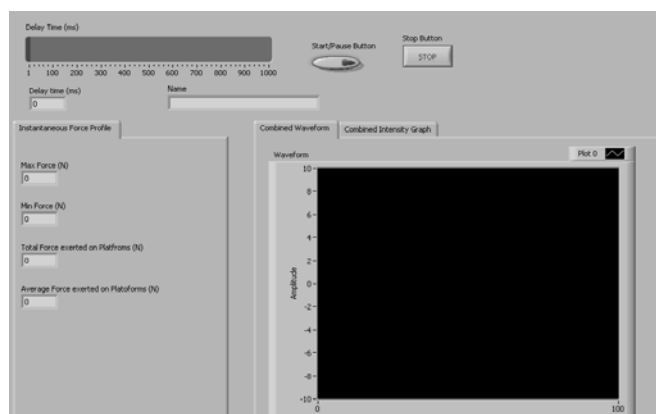 Delay Time (ms)
Start/Pause Button
Stop Button
STOP
1 100 200 300 400 500 600 700 800 900 1000
Delay time (ms)
Name
0
Instantaneous Force Profile
Combined Waveform
Combined Intensity Graph
Max Force (N)
0
Min Force (N)
0
Total Force exerted on Platfroms (N)
0
Average Force exerted on Platoforms (N)
0
Waveform
Plot 0
Amplitude
10
8
6
4
2
0
-2
-4
-6
-8
-10
0
100